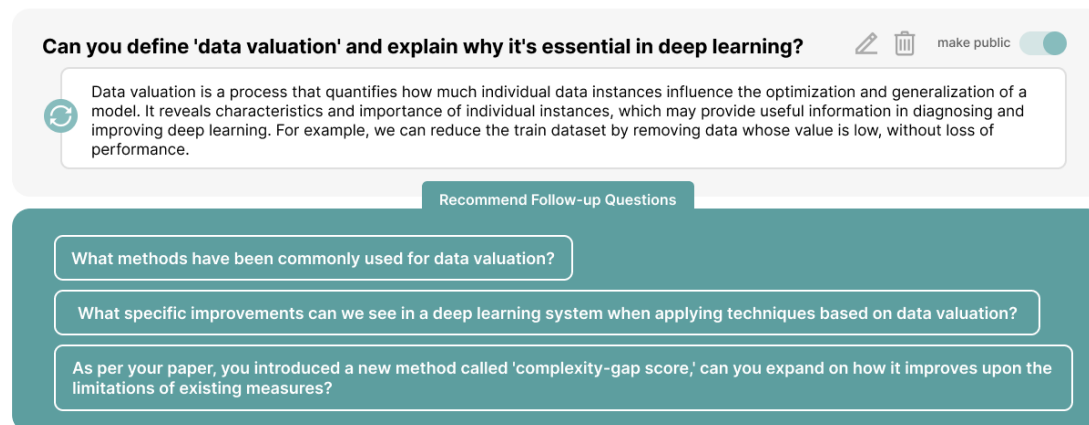 Can you define 'data valuation' and explain why it's essential in deep learning?
make public
Data valuation is a process that quantifies how much individual data instances influence the optimization and generalization of a
model. It reveals characteristics and importance of individual instances, which may provide useful information in diagnosing and
improving deep learning. For example, we can reduce the train dataset by removing data whose value is low, without loss of
performance.
Recommend Follow-up Questions
What methods have been commonly used for data valuation?
What specific improvements can we see in a deep learning system when applying techniques based on data valuation?
As per your paper, you introduced a new method called 'complexity-gap score,' can you expand on how it improves upon the
limitations of existing measures?